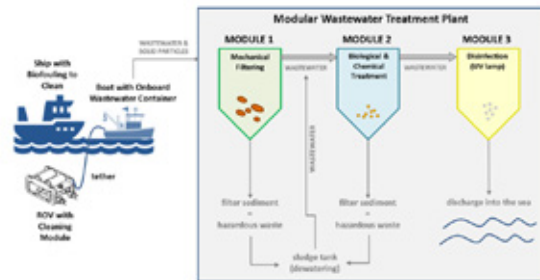 Modular Wastewater Treatment Plant
WASTEWATER &
SOLID PARTICLES
MODULE 1
MODULE 2
MODULE 3
Ship with
Biofouling to
Clean
Boat with Onboard
Wastewater Container
Mechanical
Filtering
WASTEWATER
Biological &
Chemical
Treatment
WASTEWATER
Disinfection
(UV lamp)
tether
ROV with
Cleaning
Module
WASTEWATER
filter sediment
=
hazardous waste
filter sediment
=
hazardous waste
discharge into the sea
sludge tank
(dewatering)